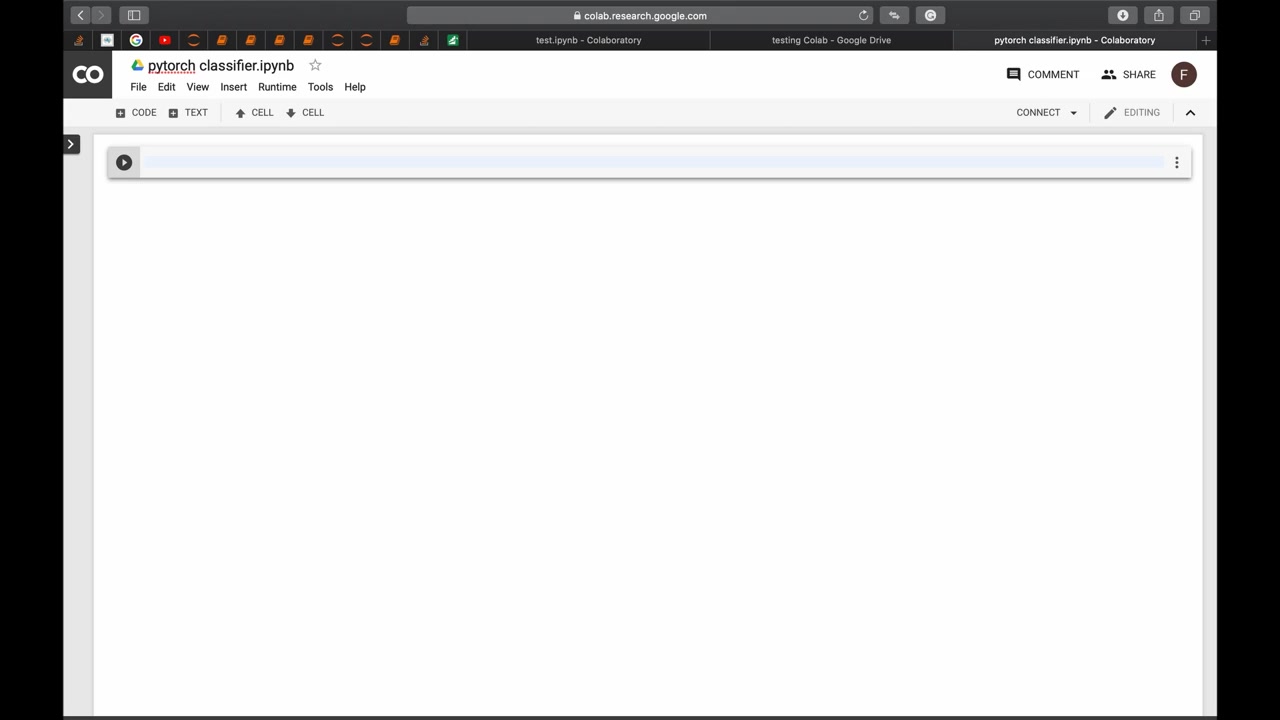 colab.research.google.com
test.ipynb - Colaboratory
testing Colab - Google Drive
pytorch classifier.ipynb - Colaboratory
CO
pytorch classifier.ipynb
COMMENT
SHARE
F
File Edit View Insert Runtime Tools Help
CODE TEXT CELL CELL
CONNECT
EDITING